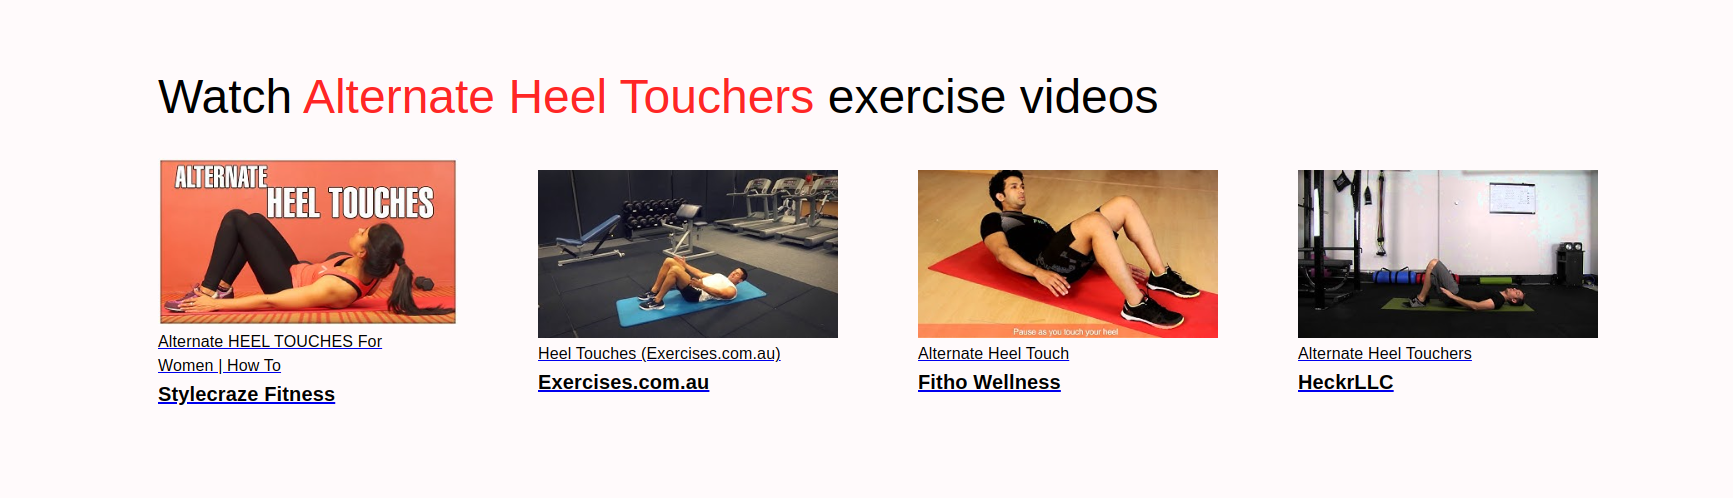 Watch Alternate Heel Touchers exercise videos
ALTERNATE
HEEL TOUCHES
Alternate HEEL TOUCHES For
Women | How To
Stylecraze Fitness
Heel Touches (Exercises.com.au)
Exercises.com.au
Pause as you touch your heel
Alternate Heel Touch
Fitho Wellness
Alternate Heel Touchers
HeckrLLC